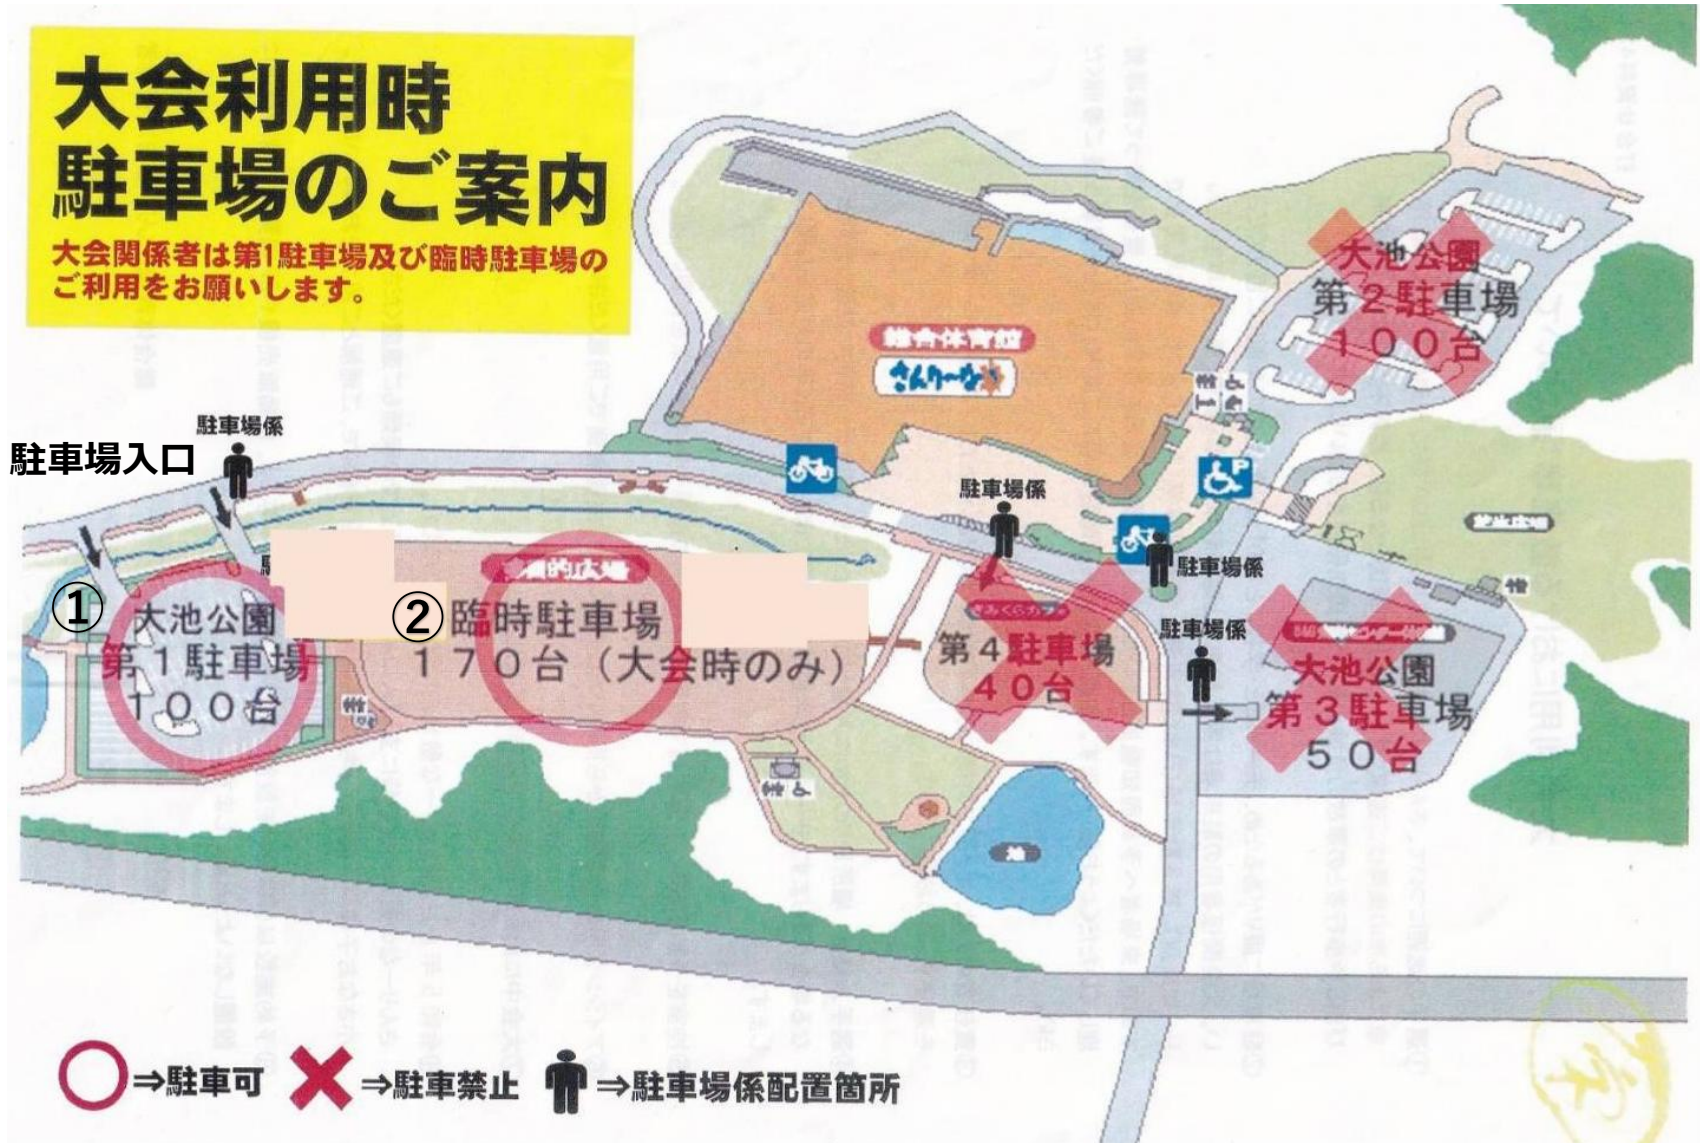 大会利用時
駐車場のご案内
大会関係者は第1駐車場及び臨時駐車場の
ご利用をお願いします。
総合体育館
さんりーな
大池公園
第２駐車場
１００台
駐車場係
駐車場入口
駐車場係
駐車場係
駐車場係
①
大池公園
第１駐車場
１００台
多目的広場
②臨時駐車場
１７０台（大会時のみ）
第４駐車場
４０台
大池公園
第３駐車場
５０台
池
P
⇒駐車可
⇒駐車禁止
⇒駐車場係配置箇所